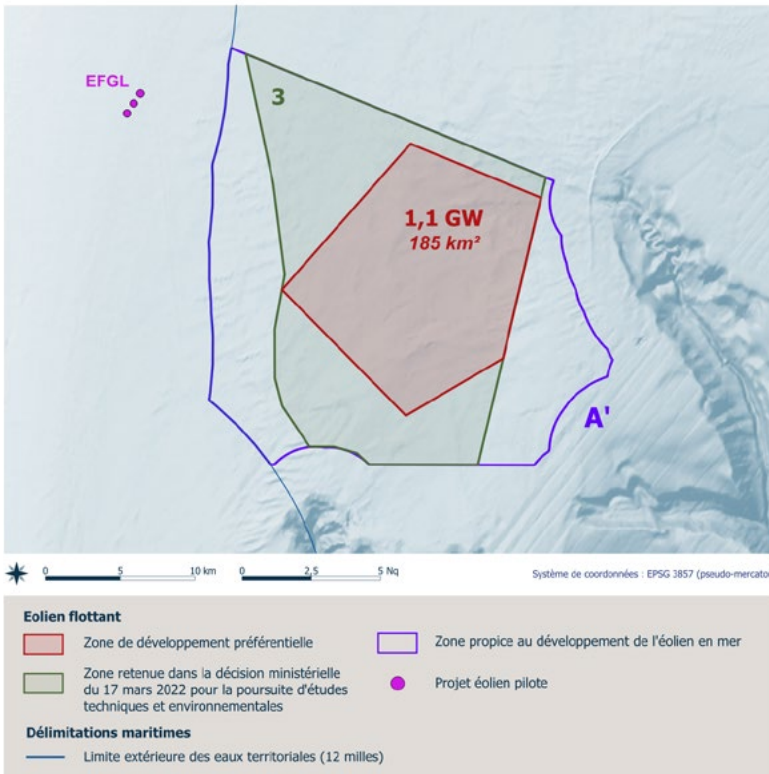 EFGL
3
1,1 GW
185 km²
A'
0 5 10 km
0 2,5 5 Nq
Système de coordonnées : EPSG 3857 (pseudo-mercator
Eolien flottant
Zone de développement préférentielle
Zone propice au développement de l'éolien en mer
Zone retenue dans la décision ministérielle
du 17 mars 2022 pour la poursuite d'études
techniques et environnementales
Projet éolien pilote
Délimitations maritimes
Limite extérieure des eaux territoriales (12 milles)